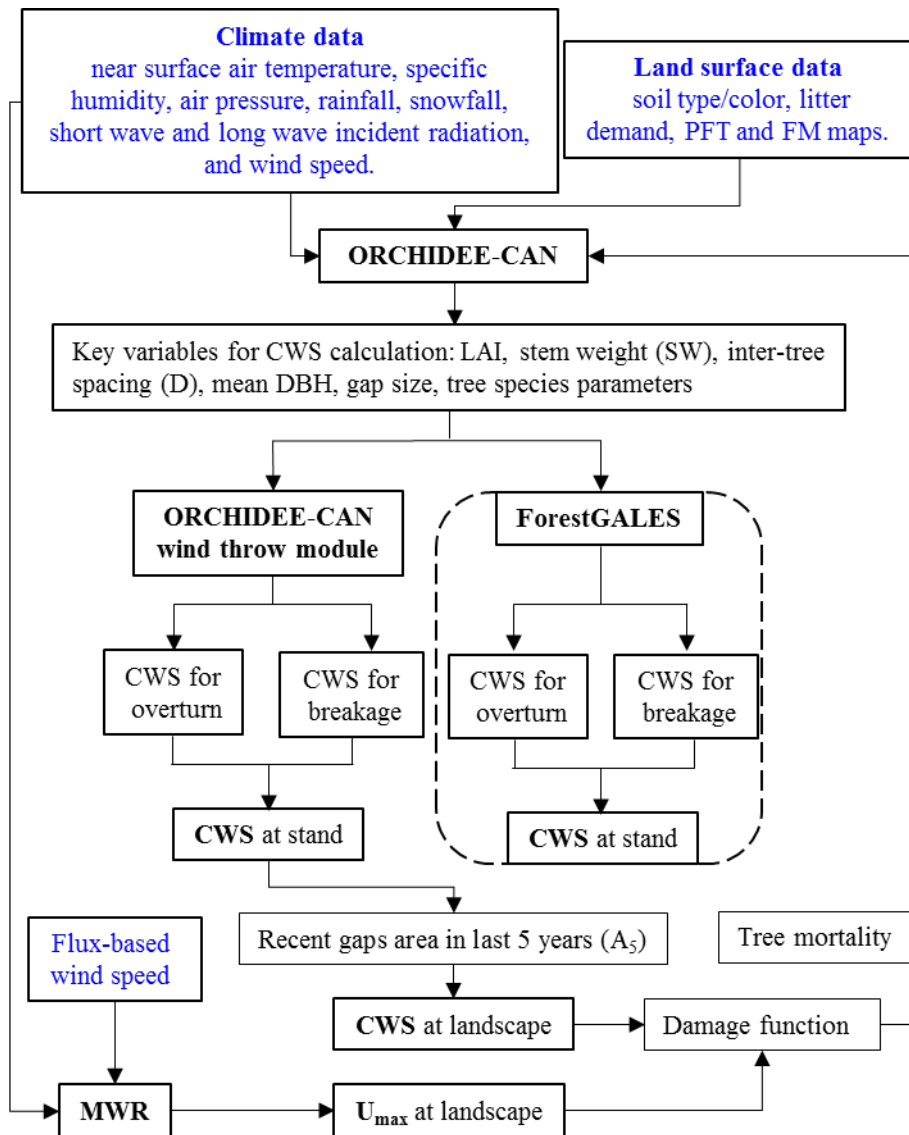 Climate data
near surface air temperature, specific
humidity, air pressure, rainfall, snowfall,
short wave and long wave incident radiation,
and wind speed.
Land surface data
soil type/color, litter
demand, PFT and FM maps.
ORCHIDEE-CAN
Key variables for CWS calculation: LAI, stem weight (SW), inter-tree
spacing (D), mean DBH, gap size, tree species parameters
ORCHIDEE-CAN
wind throw module
ForestGALES
CWS for
overturn
CWS for
breakage
CWS for
overturn
CWS for
breakage
CWS at stand
CWS at stand
Flux-based
wind speed
Recent gaps area in last 5 years (A₅)
Tree mortality
CWS at landscape
Damage function
MWR
Umax at landscape